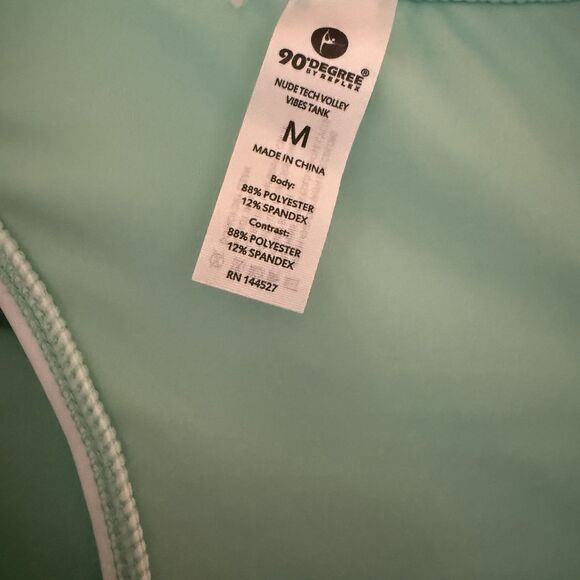 90°DEGREE®
BY REFLEX
NUDE TECH VOLLEY
VIBES TANK
M
MADE IN CHINA
Body:
88% POLYESTER
12% SPANDEX
Contrast:
88% POLYESTER
12% SPANDEX
RN 144527